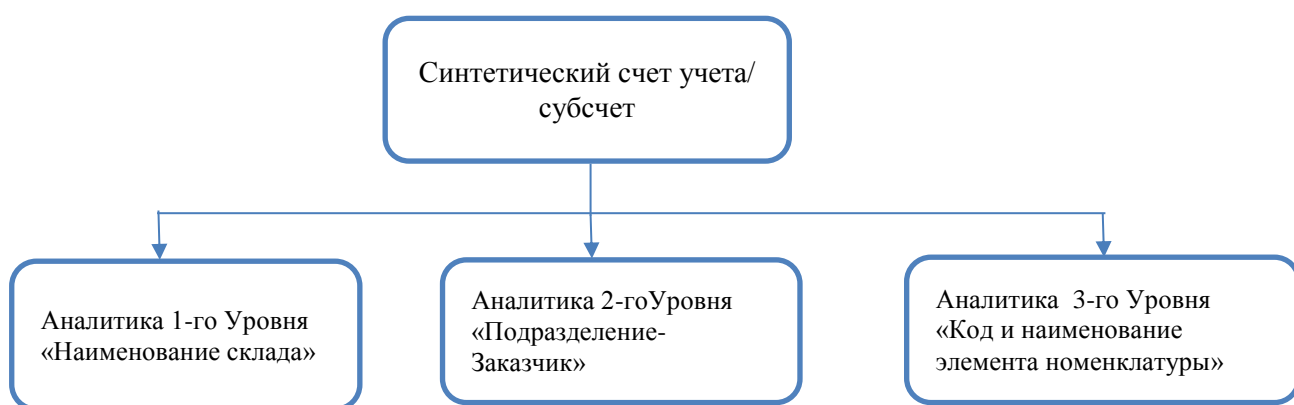 Синтетический счет учета/
субсчет
Аналитика 1-го Уровня
«Наименование склада»
Аналитика 2-гоУровня
«Подразделение-
Заказчик»
Аналитика 3-го Уровня
«Код и наименование
элемента номенклатуры»